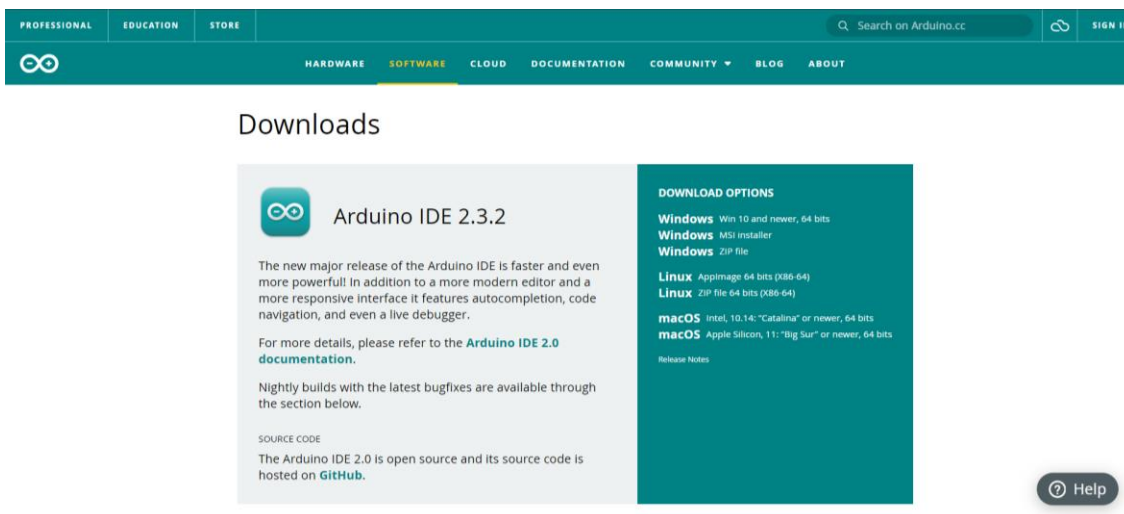 PROFESSIONAL EDUCATION STORE Search on Arduino.cc SIGN I
HARDWARE SOFTWARE CLOUD DOCUMENTATION COMMUNITY BLOG ABOUT
Downloads
Arduino IDE 2.3.2
The new major release of the Arduino IDE is faster and even
more powerful! In addition to a more modern editor and a
more responsive interface it features autocompletion, code
navigation, and even a live debugger.
For more details, please refer to the Arduino IDE 2.0
documentation.
Nightly builds with the latest bugfixes are available through
the section below.
SOURCE CODE
The Arduino IDE 2.0 is open source and its source code is
hosted on GitHub.
DOWNLOAD OPTIONS
Windows Win 10 and newer, 64 bits
Windows MSI installer
Windows ZIP file
Linux AppImage 64 bits (X86-64)
Linux ZIP file 64 bits (X86-64)
macOS Intel, 10.14: “Catalina” or newer, 64 bits
macOS Apple Silicon, 11: “Big Sur” or newer, 64 bits
Release Notes
Help